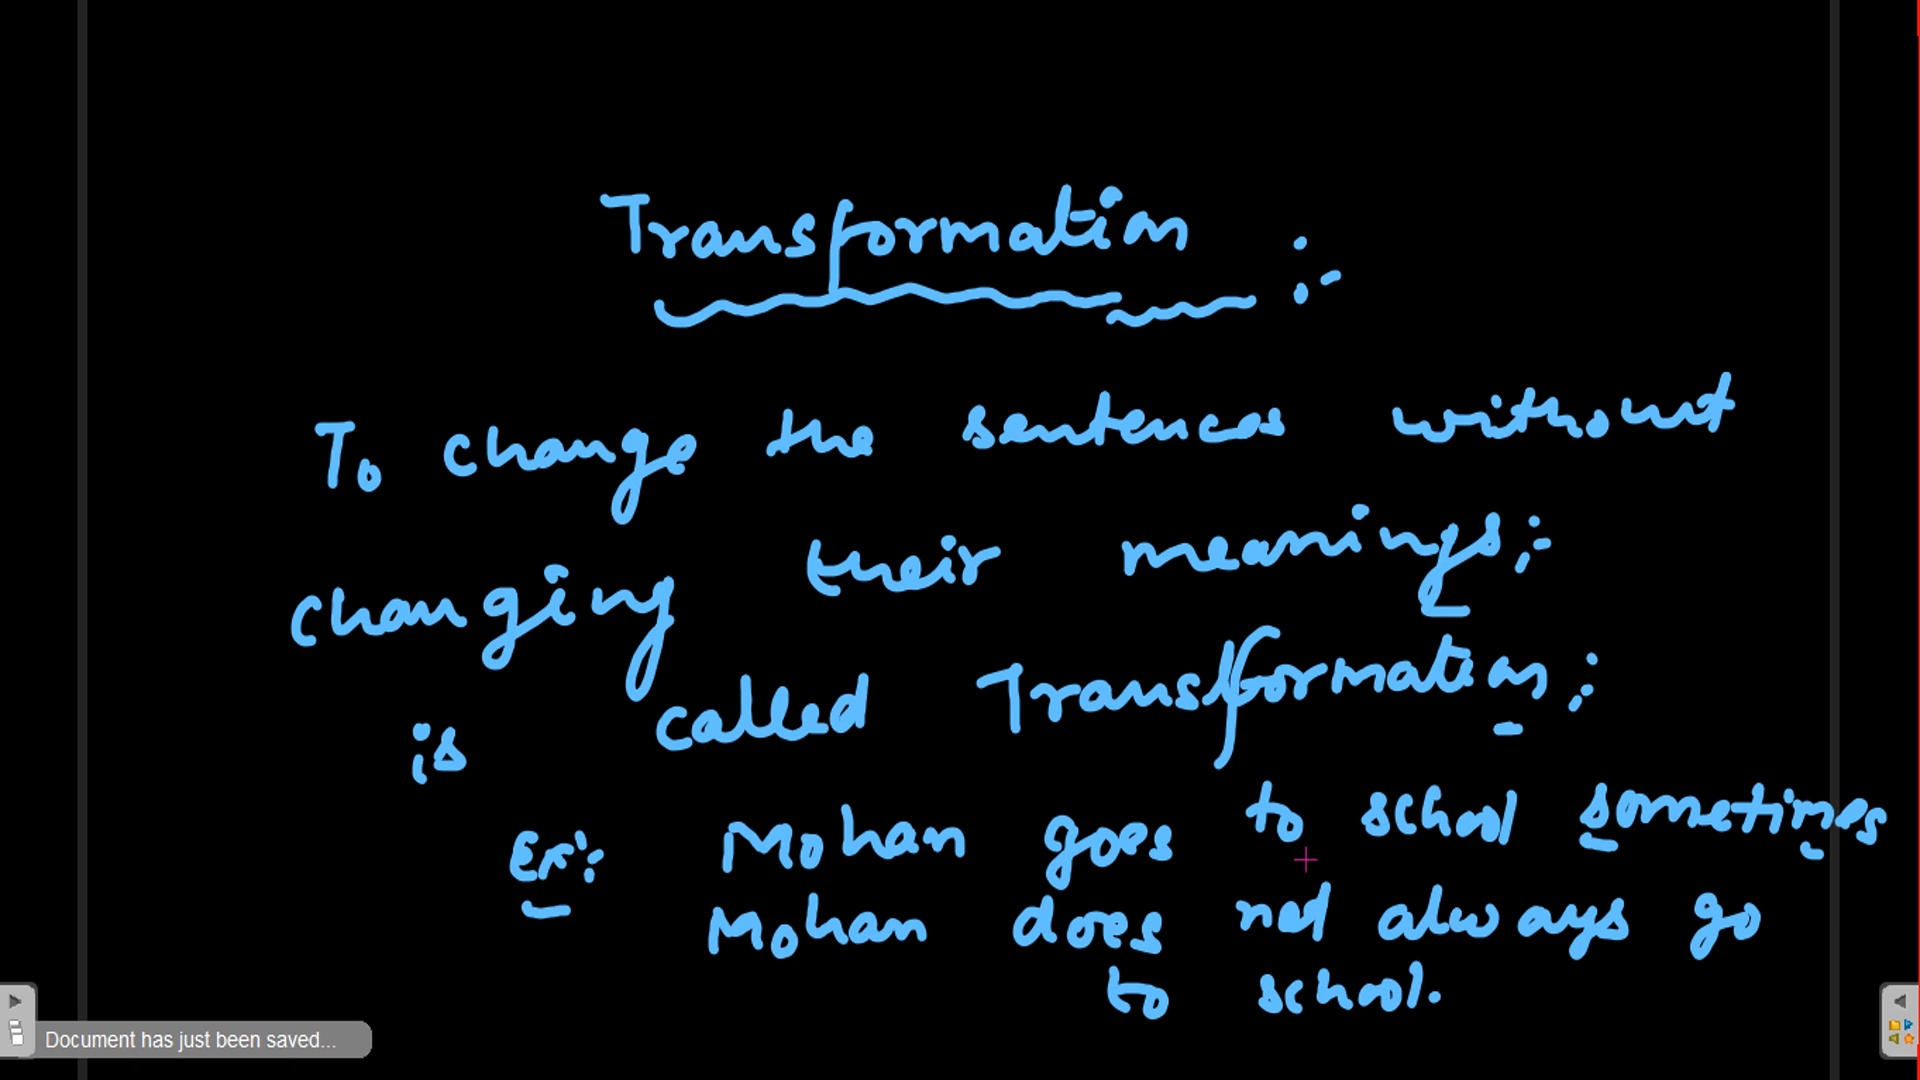 Transformation :-
To change the sentences without
changing their meanings:-
is called Transformation:
Ex:- Mohan goes to school sometimes
Mohan does not always go
to school.
Document has just been saved...